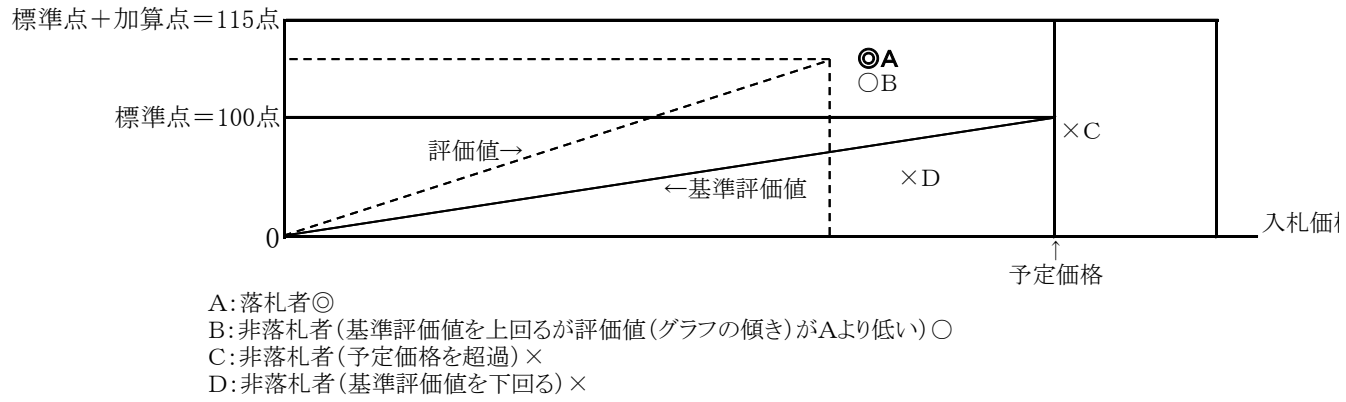 標準点＋加算点＝115点
◎A
○B
標準点＝100点
×C
評価値→
×D
←基準評価値
入札価
0
↑
予定価格
A：落札者◎
B：非落札者（基準評価値を上回るが評価値（グラフの傾き）がAより低い）○
C：非落札者（予定価格を超過）×
D：非落札者（基準評価値を下回る）×